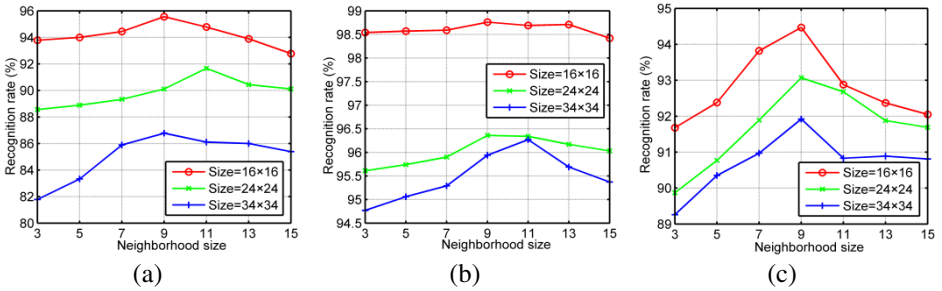 96
94
92
90
88
86
84
82
80
Recognition rate (%)
3 5 7 9 11 13 15
Neighborhood size
Size=16×16
Size=24×24
Size=34×34
(a)
99
98.5
98
97.5
97
96.5
96
95.5
95
94.5
Recognition rate (%)
3 5 7 9 11 13 15
Neighborhood size
Size=16×16
Size=24×24
Size=34×34
(b)
95
94
93
92
91
90
89
Recognition rate (%)
3 5 7 9 11 13 15
Neighborhood size
Size=16×16
Size=24×24
Size=34×34
(c)